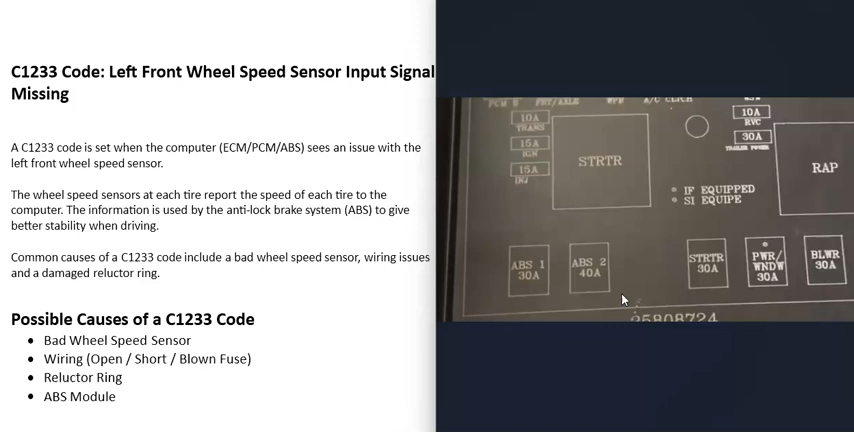 C1233 Code: Left Front Wheel Speed Sensor Input Signal
Missing
A C1233 code is set when the computer (ECM/PCM/ABS) sees an issue with the
left front wheel speed sensor.
The wheel speed sensors at each tire report the speed of each tire to the
computer. The information is used by the anti-lock brake system (ABS) to give
better stability when driving.
Common causes of a C1233 code include a bad wheel speed sensor, wiring issues
and a damaged reluctor ring.
Possible Causes of a C1233 Code
• Bad Wheel Speed Sensor
• Wiring (Open / Short / Blown Fuse)
• Reluctor Ring
• ABS Module
A/C CLTCH
10A
TRANS
15A
IGN
15A
INJ
STRTR
10A
RVC
30A
TRAILER POWER
RAP
IF EQUIPPED
SI EQUIPE
ABS 1
30A
ABS 2
40A
STRTR
30A
PWR/
WNDW
30A
BLWR
30A
25808724